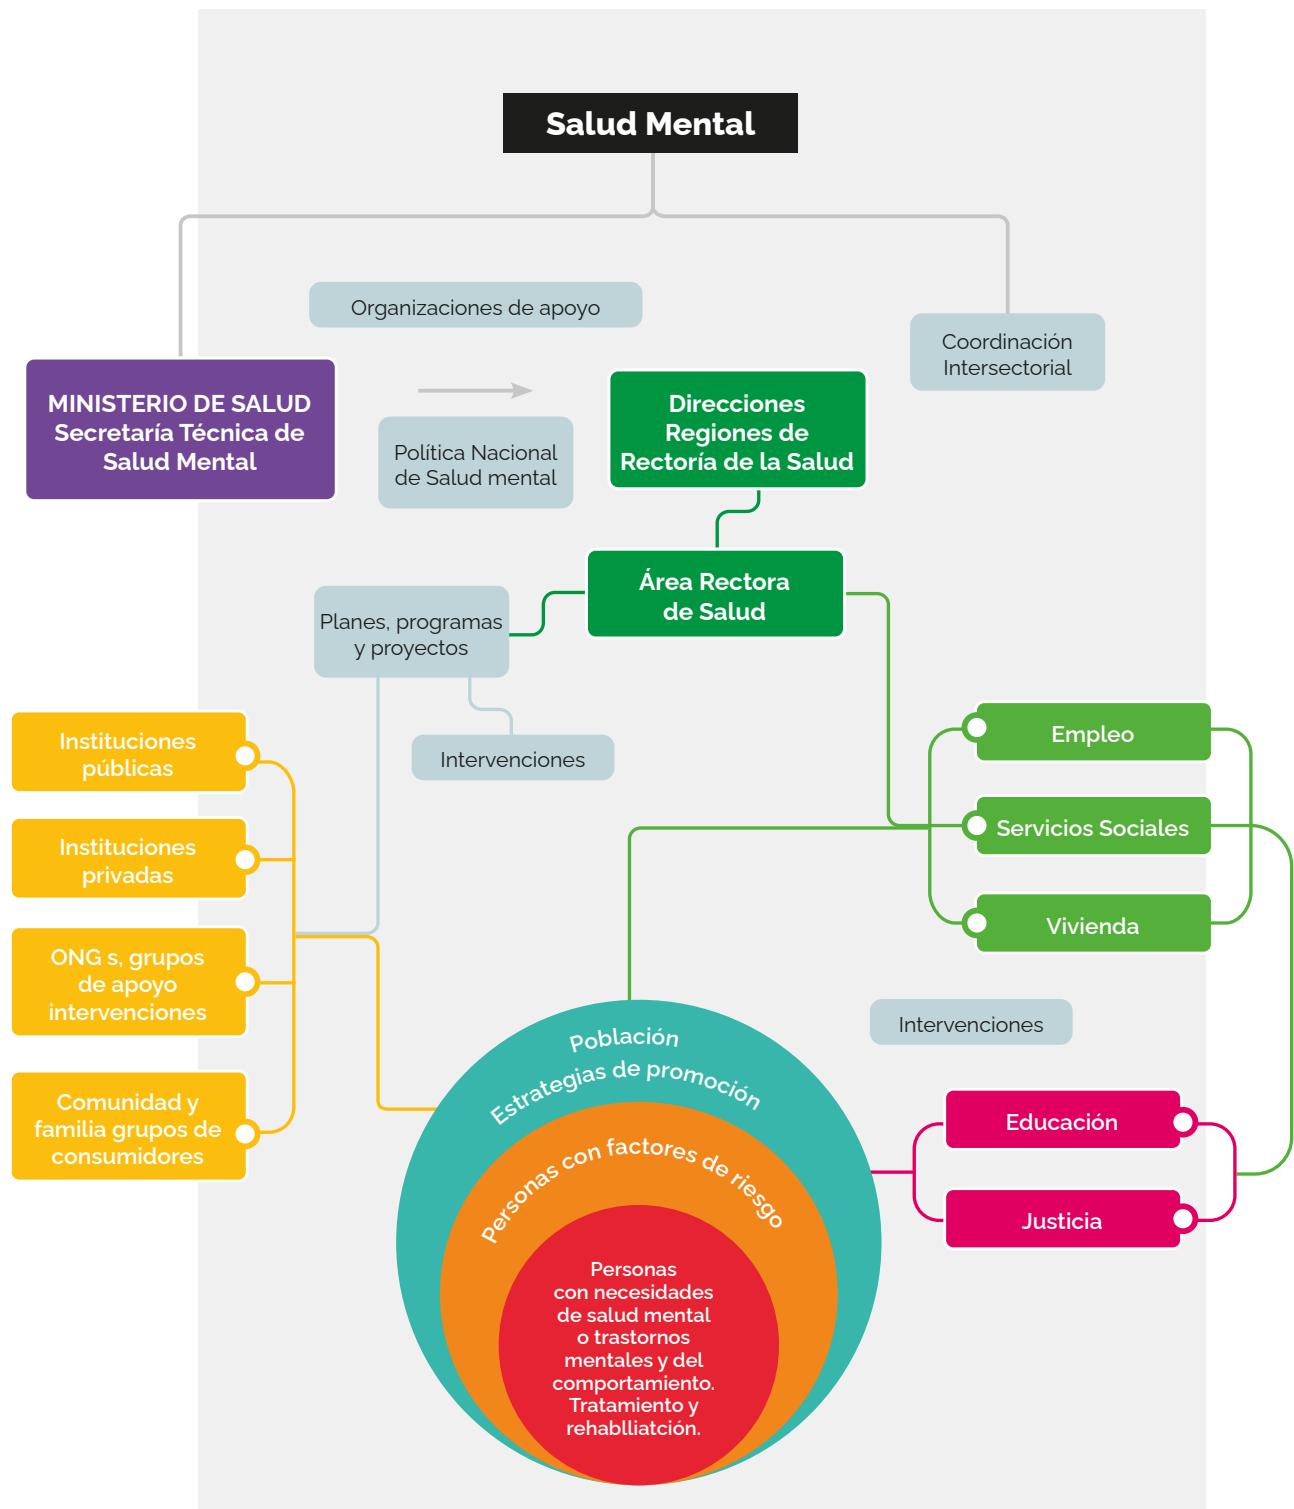 Salud Mental
Organizaciones de apoyo
Coordinación
Intersectorial
MINISTERIO DE SALUD
Secretaría Técnica de
Salud Mental
Política Nacional
de Salud mental
Direcciones
Regiones de
Rectoría de la Salud
Área Rectora
de Salud
Planes, programas
y proyectos
Intervenciones
Instituciones
públicas
Instituciones
privadas
ONG s, grupos
de apoyo
intervenciones
Comunidad y
familia grupos de
consumidores
Empleo
Servicios Sociales
Vivienda
Intervenciones
Educación
Justicia
Población
Estrategias de promoción
Personas con factores de riesgo
Personas
con necesidades
de salud mental
o trastornos
mentales y del
comportamiento.
Tratamiento y
rehablliatción.